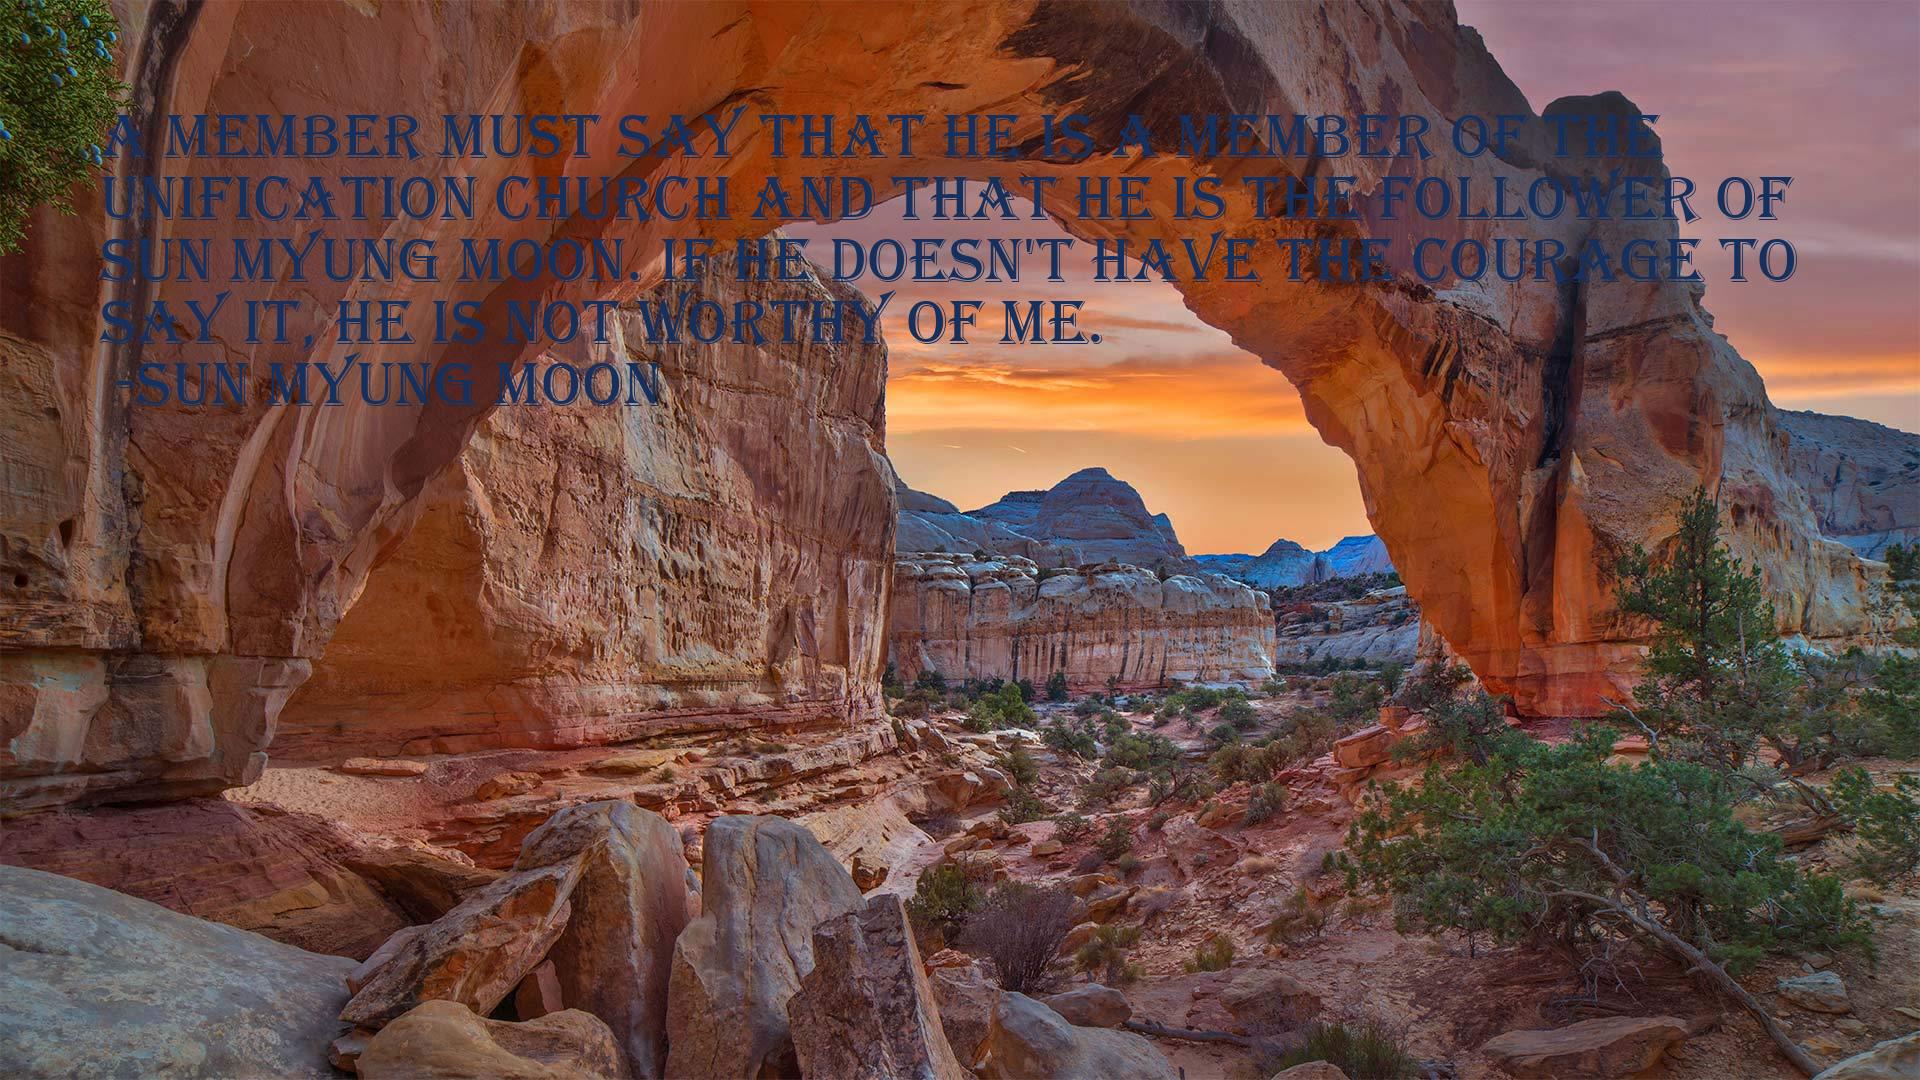 A MEMBER MUST SAY THAT HE IS A MEMBER OF THE
UNIFICATION CHURCH AND THAT HE IS THE FOLLOWER OF
SUN MYUNG MOON. IF HE DOESN'T HAVE THE COURAGE TO
SAY IT, HE IS NOT WORTHY OF ME.
-SUN MYUNG MOON